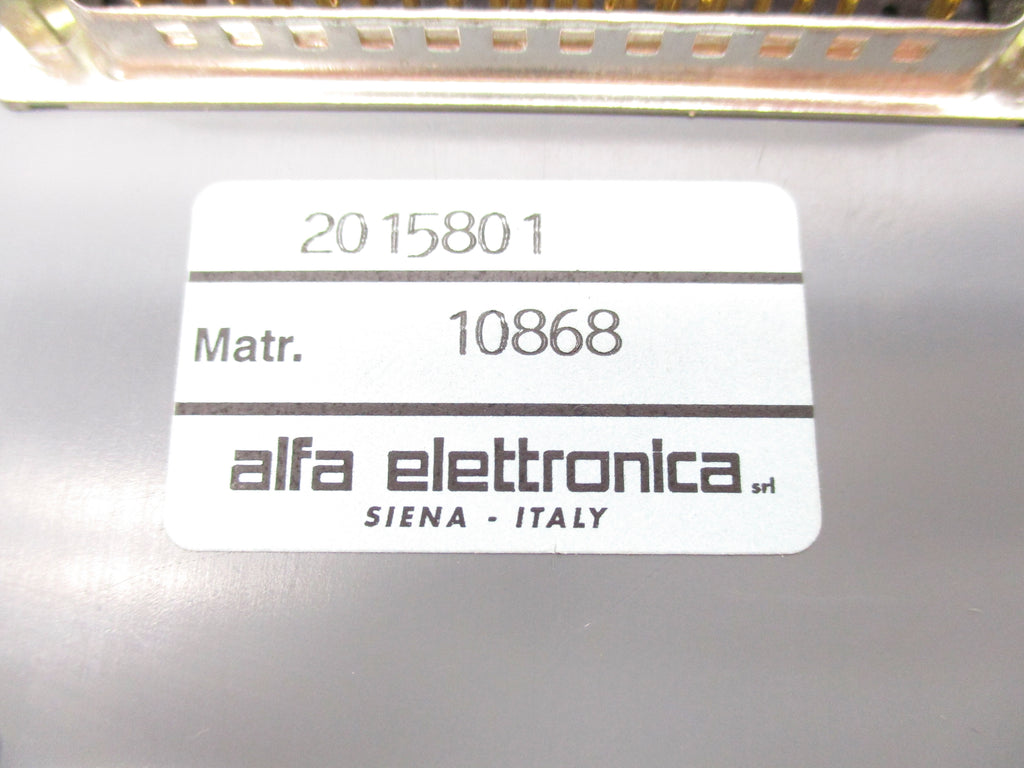 2015801
Matr. 10868
alfa elettronica srl
SIENA - ITALY